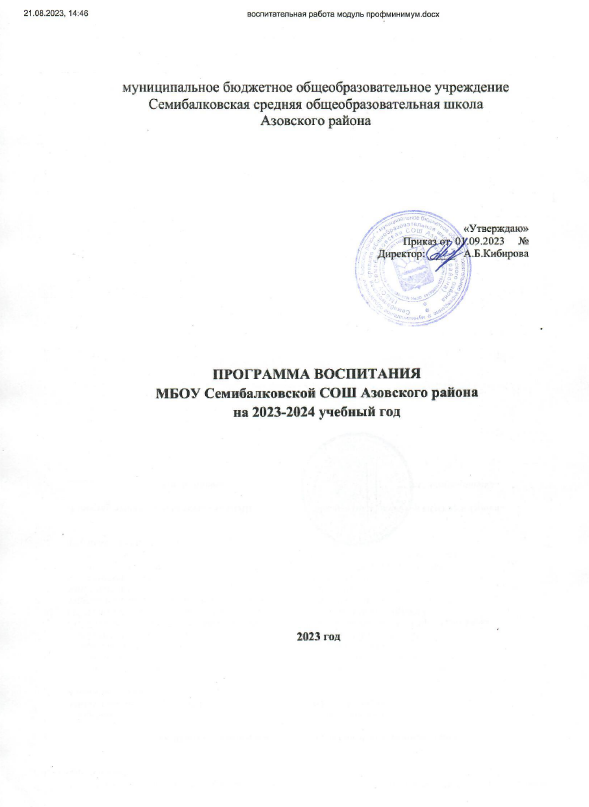 21.08.2023, 14:46 воспитательная работа модуль профминимум.docx
муниципальное бюджетное общеобразовательное учреждение
Семибалковская средняя общеобразовательная школа
Азовского района
«Утверждаю»
Приказ от 01.09.2023 №
Директор: А.Б.Кибирова
ПРОГРАММА ВОСПИТАНИЯ
МБОУ Семибалковской СОШ Азовского района
на 2023-2024 учебный год
2023 год